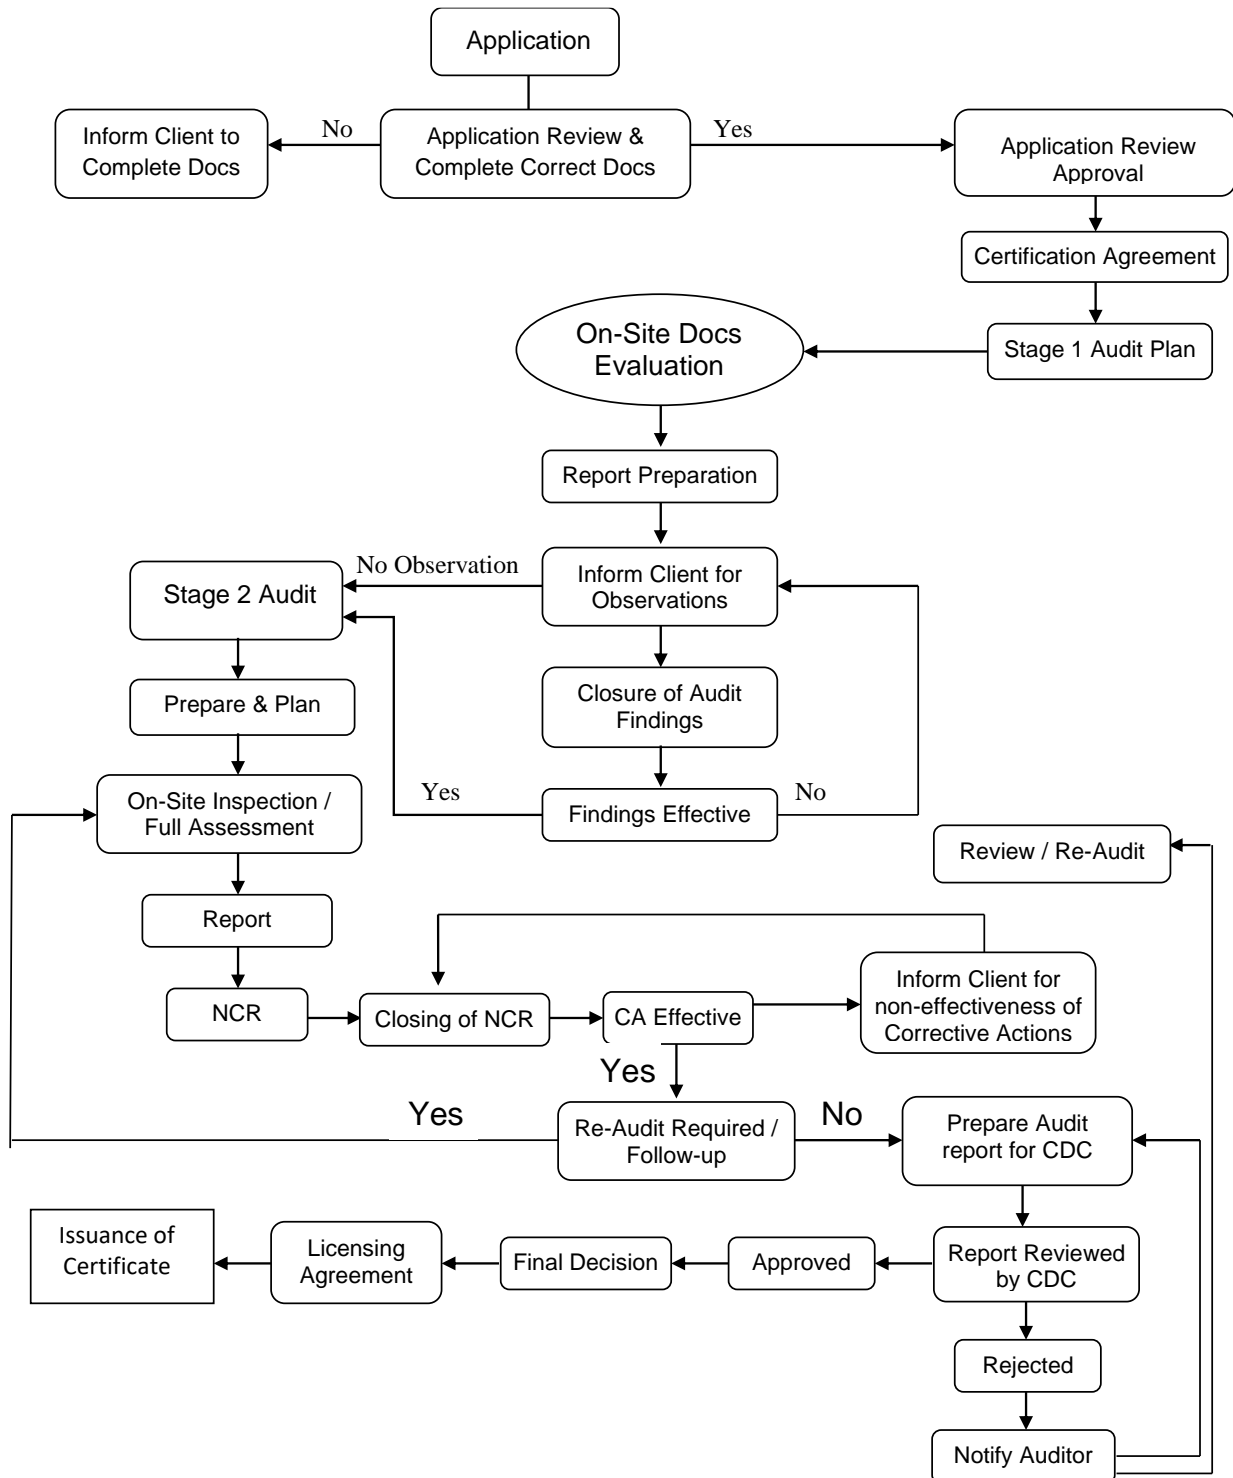 Application
Inform Client to
Complete Docs
No
Application Review &
Complete Correct Docs
Yes
Application Review
Approval
Certification Agreement
Stage 1 Audit Plan
On-Site Docs
Evaluation
Report Preparation
Inform Client for
Observations
No Observation
Stage 2 Audit
Closure of Audit
Findings
Prepare & Plan
Findings Effective
Yes
No
On-Site Inspection /
Full Assessment
Review / Re-Audit
Report
NCR
Closing of NCR
CA Effective
Inform Client for
non-effectiveness of
Corrective Actions
Yes
Re-Audit Required /
Follow-up
Yes
No
Prepare Audit
report for CDC
Report Reviewed
by CDC
Approved
Final Decision
Licensing
Agreement
Issuance of
Certificate
Rejected
Notify Auditor